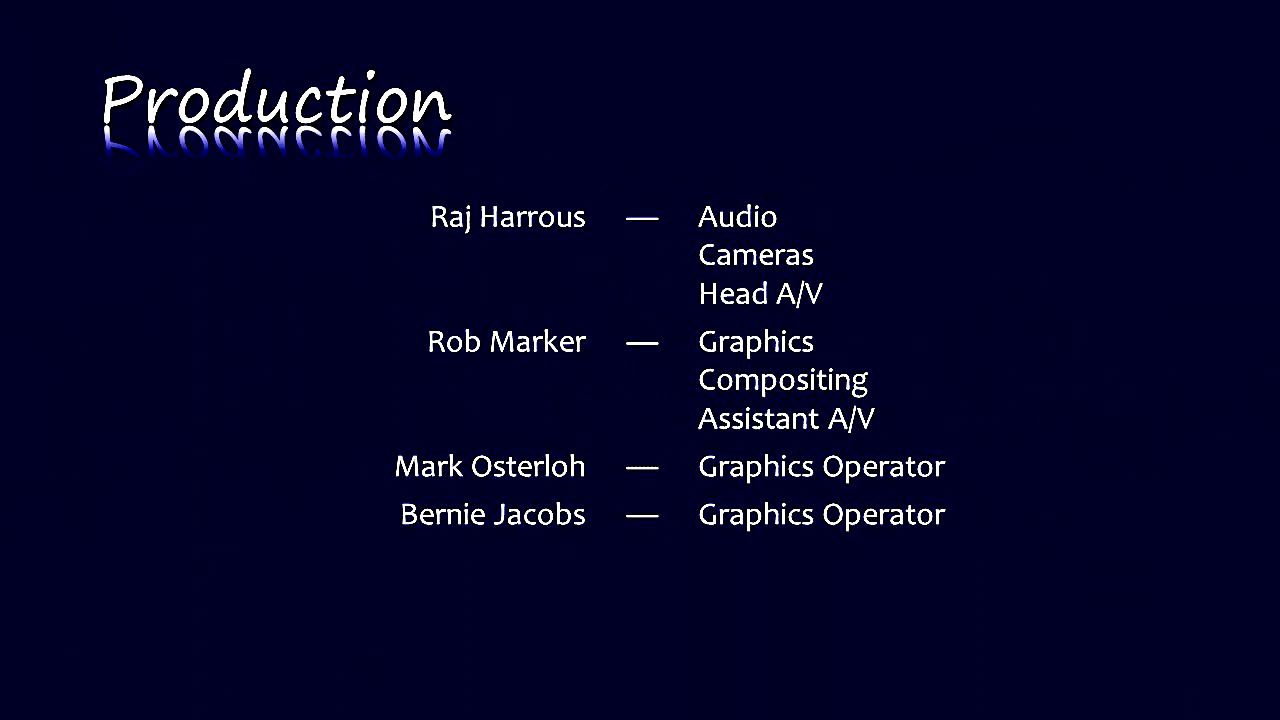 Production
Raj Harrous — Audio
Cameras
Head A/V
Rob Marker — Graphics
Compositing
Assistant A/V
Mark Osterloh — Graphics Operator
Bernie Jacobs — Graphics Operator